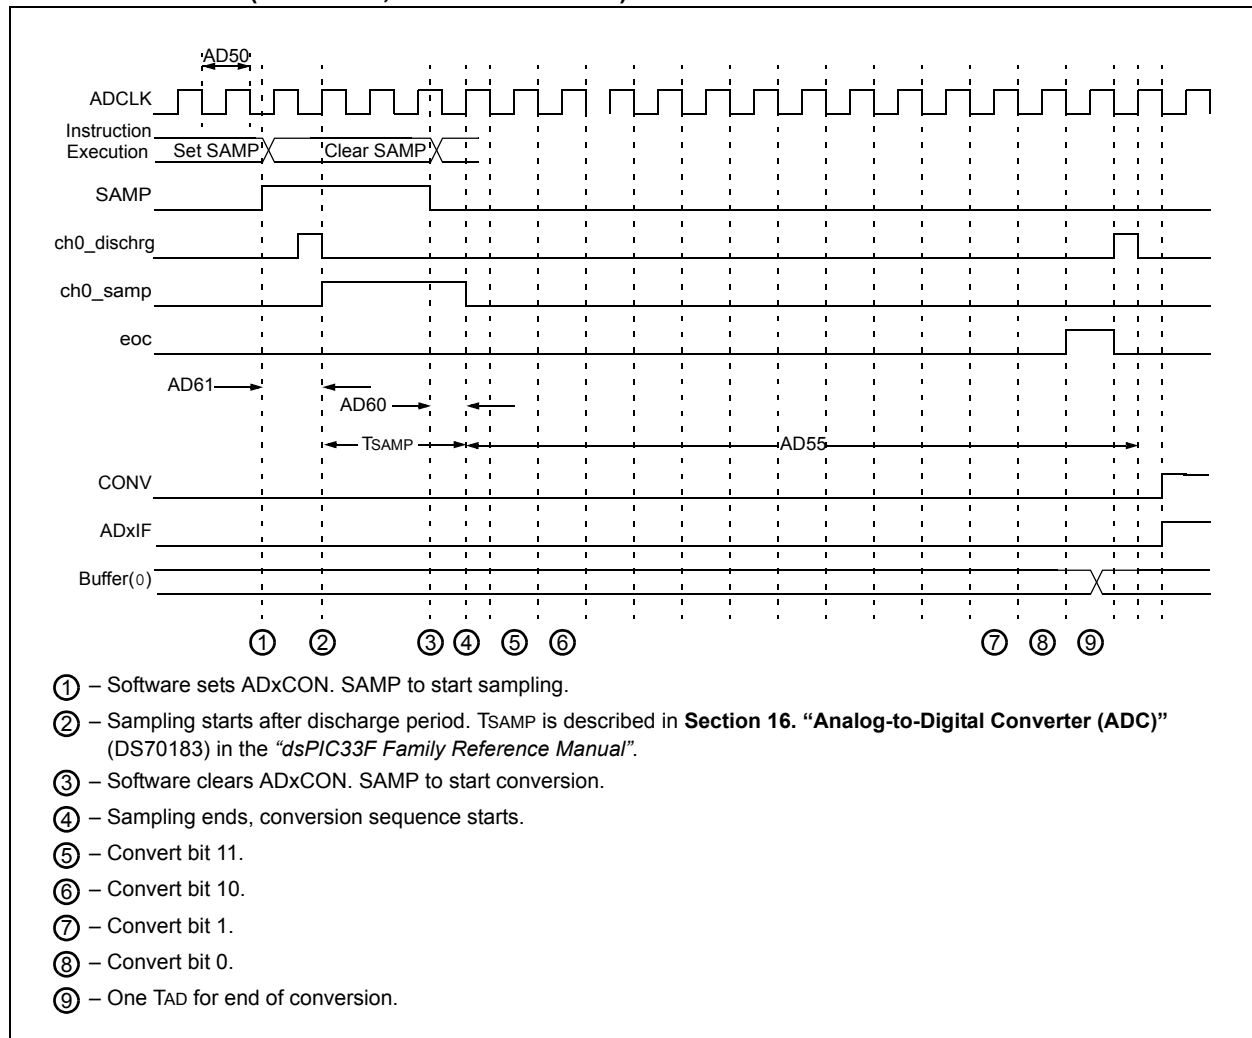 AD50
ADCLK
Instruction
Execution
Set SAMP
Clear SAMP
SAMP
ch0_dischrg
ch0_samp
eoc
AD61
AD60
TSAMP
AD55
CONV
ADxIF
Buffer(0)
1 2 3 4 5 6 7 8 9
1 – Software sets ADxCON. SAMP to start sampling.
2 – Sampling starts after discharge period. TSAMP is described in Section 16. “Analog-to-Digital Converter (ADC)”
(DS70183) in the “dsPIC33F Family Reference Manual”.
3 – Software clears ADxCON. SAMP to start conversion.
4 – Sampling ends, conversion sequence starts.
5 – Convert bit 11.
6 – Convert bit 10.
7 – Convert bit 1.
8 – Convert bit 0.
9 – One TAD for end of conversion.